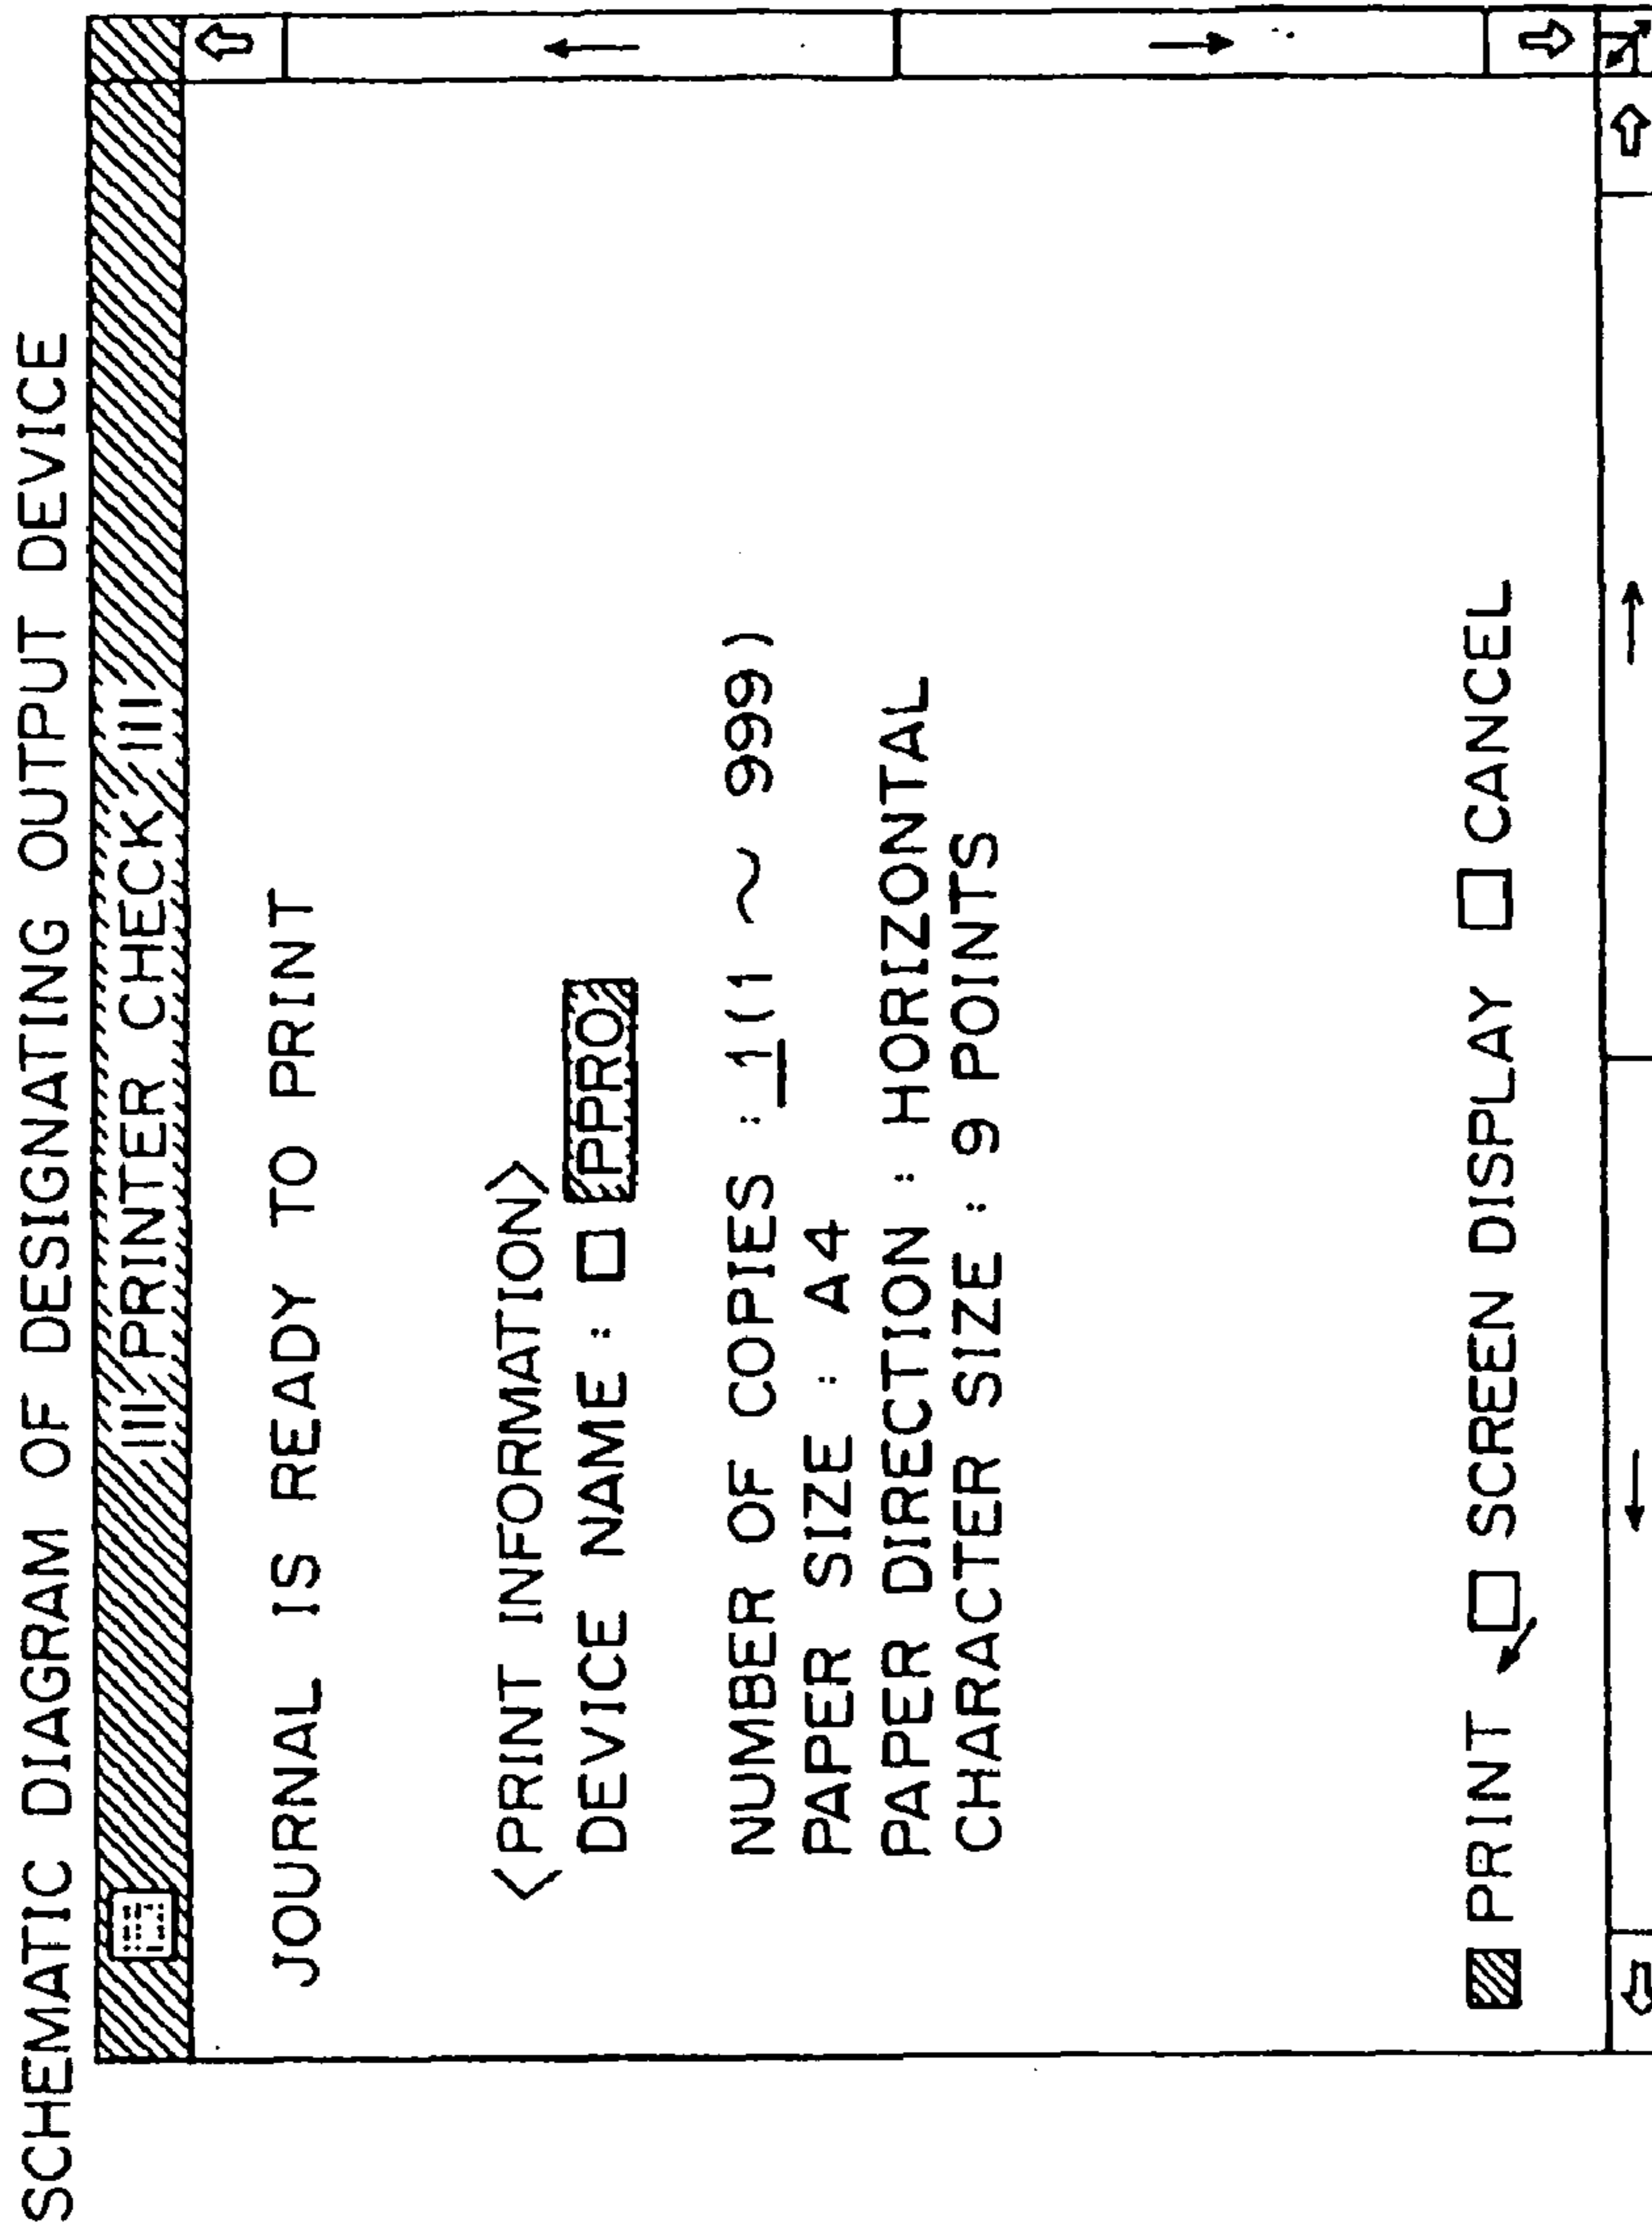 SCHEMATIC DIAGRAM OF DESIGNATING OUTPUT DEVICE
PRINTER CHECK
JOURNAL IS READY TO PRINT
<PRINT INFORMATION>
DEVICE NAME : □ PPRO
NUMBER OF COPIES : 1 (1 ~ 999)
PAPER SIZE : A4
PAPER DIRECTION : HORIZONTAL
CHARACTER SIZE : 9 POINTS
PRINT □ SCREEN DISPLAY □ CANCEL